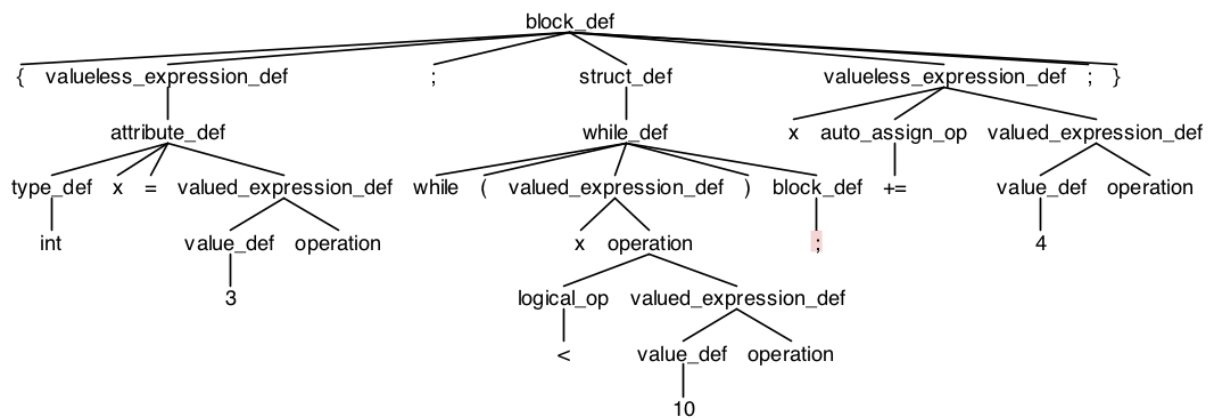 block_def
{ valueless_expression_def ; struct_def valueless_expression_def ; }
attribute_def while_def x auto_assign_op valued_expression_def
type_def x = valued_expression_def while ( valued_expression_def ) block_def += value_def operation
int value_def operation x operation ; 4
3 logical_op valued_expression_def
< value_def operation
10